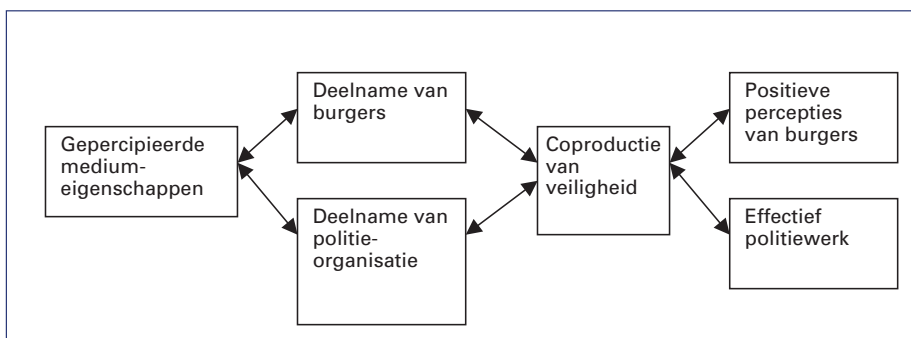 Gepercipieerde
medium-
eigenschappen
Deelname van
burgers
Deelname van
politie-
organisatie
Coproductie
van
veiligheid
Positieve
percepties
van burgers
Effectief
politiewerk